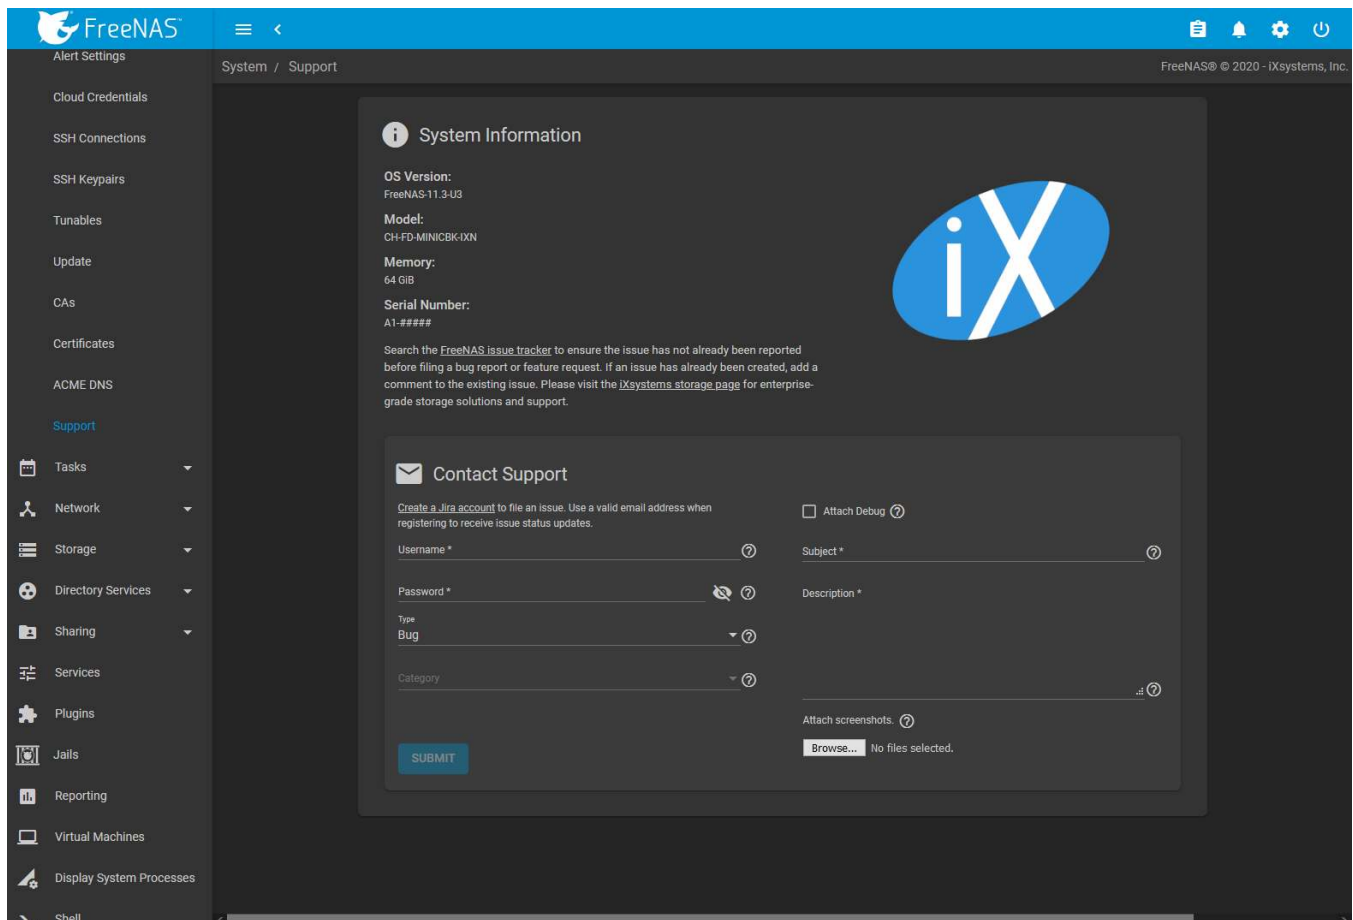 FreeNAS
System / Support
FreeNAS® © 2020 - iXsystems, Inc.
Alert Settings
Cloud Credentials
SSH Connections
SSH Keypairs
Tunables
Update
CAs
Certificates
ACME DNS
Support
Tasks
Network
Storage
Directory Services
Sharing
Services
Plugins
Jails
Reporting
Virtual Machines
Display System Processes
Shell
System Information
OS Version:
FreeNAS-11.3-U3
Model:
CH-FD-MINICBK-IXN
Memory:
64 GiB
Serial Number:
A1-#####
Search the FreeNAS issue tracker to ensure the issue has not already been reported
before filing a bug report or feature request. If an issue has already been created, add a
comment to the existing issue. Please visit the iXsystems storage page for enterprise-
grade storage solutions and support.
iX
Contact Support
Create a Jira account to file an issue. Use a valid email address when
registering to receive issue status updates.
Username *
Password *
Type
Bug
Category
SUBMIT
Attach Debug
Subject *
Description *
Attach screenshots.
Browse... No files selected.